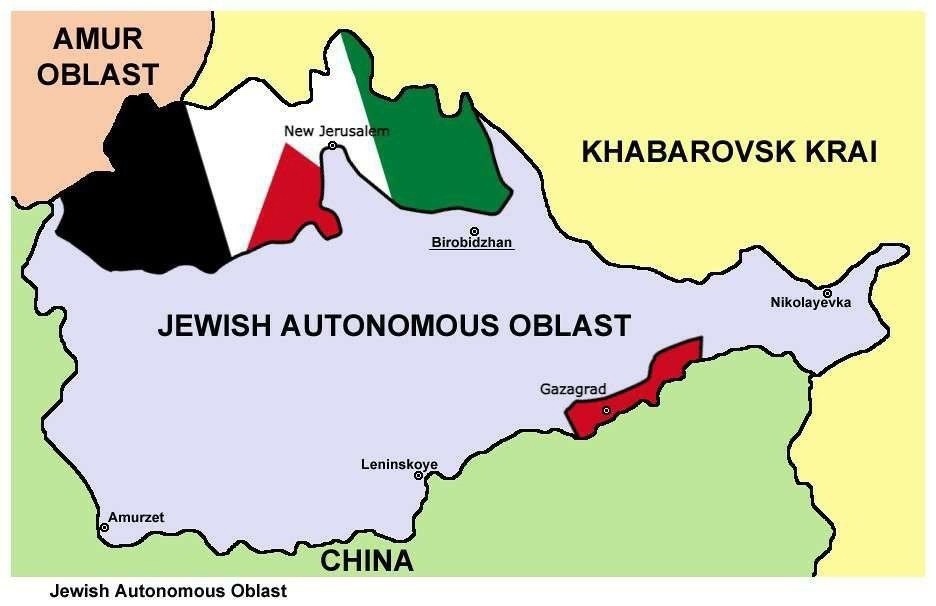 AMUR
OBLAST
New Jerusalem
KHABAROVSK KRAI
Birobidzhan
Nikolayevka
JEWISH AUTONOMOUS OBLAST
Gazagrad
Leninskoye
Amurzet
CHINA
Jewish Autonomous Oblast